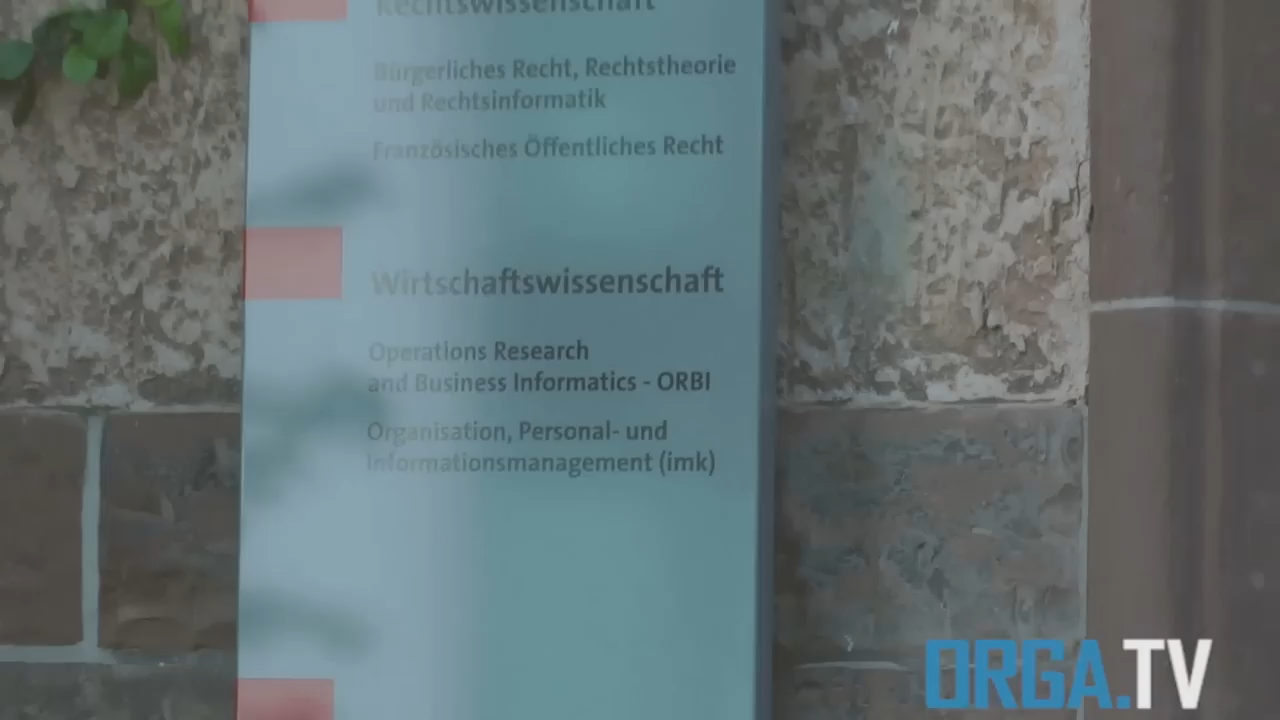 Rechtswissenschaft
Bürgerliches Recht, Rechtstheorie
und Rechtsinformatik
Französisches Öffentliches Recht
Wirtschaftswissenschaft
Operations Research
and Business Informatics - ORBI
Organisation, Personal- und
Informationsmanagement (imk)
ORGA.TV